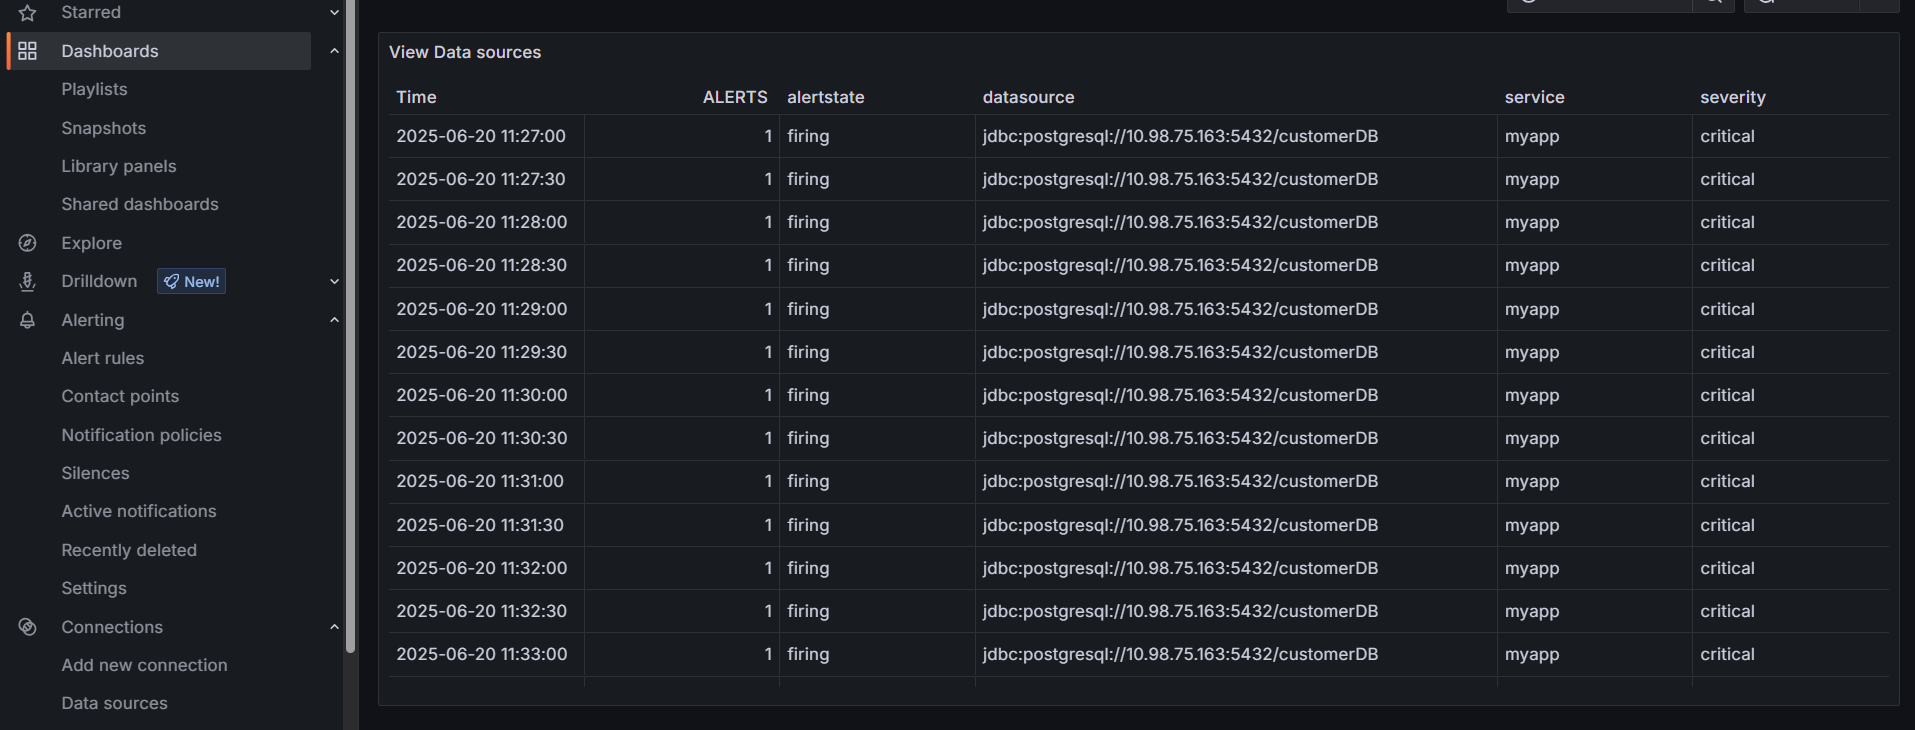 Starred
Dashboards
Playlists
Snapshots
Library panels
Shared dashboards
Explore
Drilldown New!
Alerting
Alert rules
Contact points
Notification policies
Silences
Active notifications
Recently deleted
Settings
Connections
Add new connection
Data sources
View Data sources
Time ALERTS alertstate datasource service severity
2025-06-20 11:27:00 1 firing jdbc:postgresql://10.98.75.163:5432/customerDB myapp critical
2025-06-20 11:27:30 1 firing jdbc:postgresql://10.98.75.163:5432/customerDB myapp critical
2025-06-20 11:28:00 1 firing jdbc:postgresql://10.98.75.163:5432/customerDB myapp critical
2025-06-20 11:28:30 1 firing jdbc:postgresql://10.98.75.163:5432/customerDB myapp critical
2025-06-20 11:29:00 1 firing jdbc:postgresql://10.98.75.163:5432/customerDB myapp critical
2025-06-20 11:29:30 1 firing jdbc:postgresql://10.98.75.163:5432/customerDB myapp critical
2025-06-20 11:30:00 1 firing jdbc:postgresql://10.98.75.163:5432/customerDB myapp critical
2025-06-20 11:30:30 1 firing jdbc:postgresql://10.98.75.163:5432/customerDB myapp critical
2025-06-20 11:31:00 1 firing jdbc:postgresql://10.98.75.163:5432/customerDB myapp critical
2025-06-20 11:31:30 1 firing jdbc:postgresql://10.98.75.163:5432/customerDB myapp critical
2025-06-20 11:32:00 1 firing jdbc:postgresql://10.98.75.163:5432/customerDB myapp critical
2025-06-20 11:32:30 1 firing jdbc:postgresql://10.98.75.163:5432/customerDB myapp critical
2025-06-20 11:33:00 1 firing jdbc:postgresql://10.98.75.163:5432/customerDB myapp critical